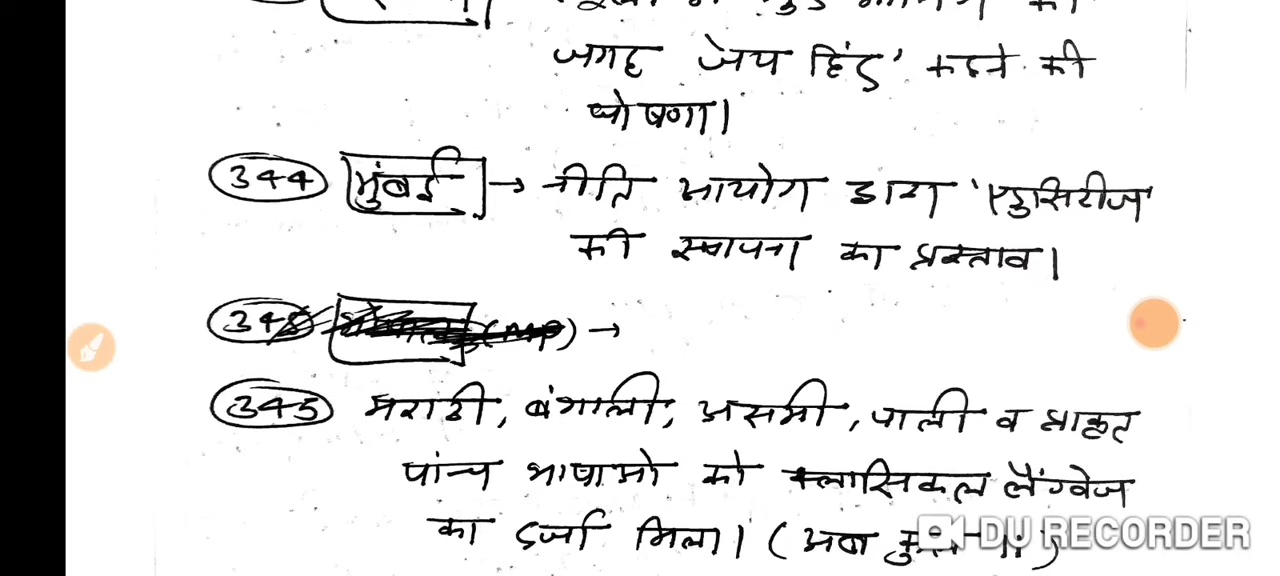 जगह जय हिंद' कहने की
घोषणा।
344 मुंबई → नीति आयोग द्वारा 'एडुसिटीज'
की स्थापना का प्रस्ताव।
(MP) →
345 मराठी, बंगाली, असमी, पाली व प्राकृत
पांच भाषाओं को क्लासिकल लैंग्वेज
का दर्जा मिला। (अब कुल 11)
DU RECORDER